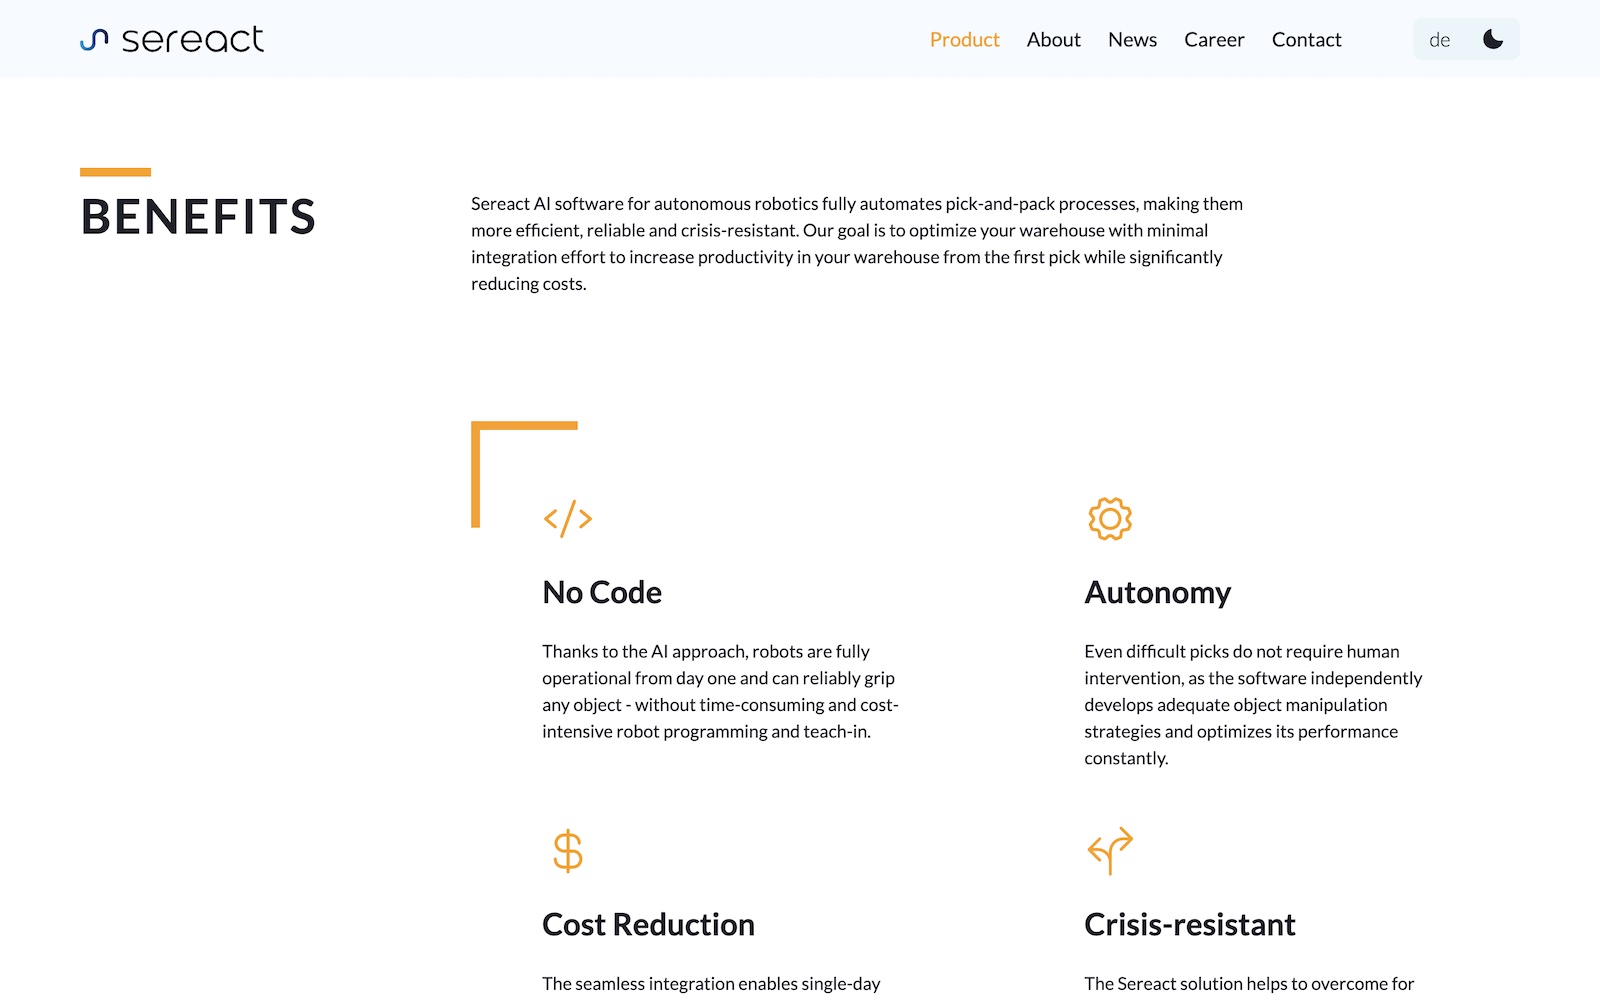 sereact
Product About News Career Contact de
BENEFITS
Sereact AI software for autonomous robotics fully automates pick-and-pack processes, making them
more efficient, reliable and crisis-resistant. Our goal is to optimize your warehouse with minimal
integration effort to increase productivity in your warehouse from the first pick while significantly
reducing costs.
No Code
Thanks to the AI approach, robots are fully
operational from day one and can reliably grip
any object - without time-consuming and cost-
intensive robot programming and teach-in.
Autonomy
Even difficult picks do not require human
intervention, as the software independently
develops adequate object manipulation
strategies and optimizes its performance
constantly.
Cost Reduction
The seamless integration enables single-day
Crisis-resistant
The Sereact solution helps to overcome for